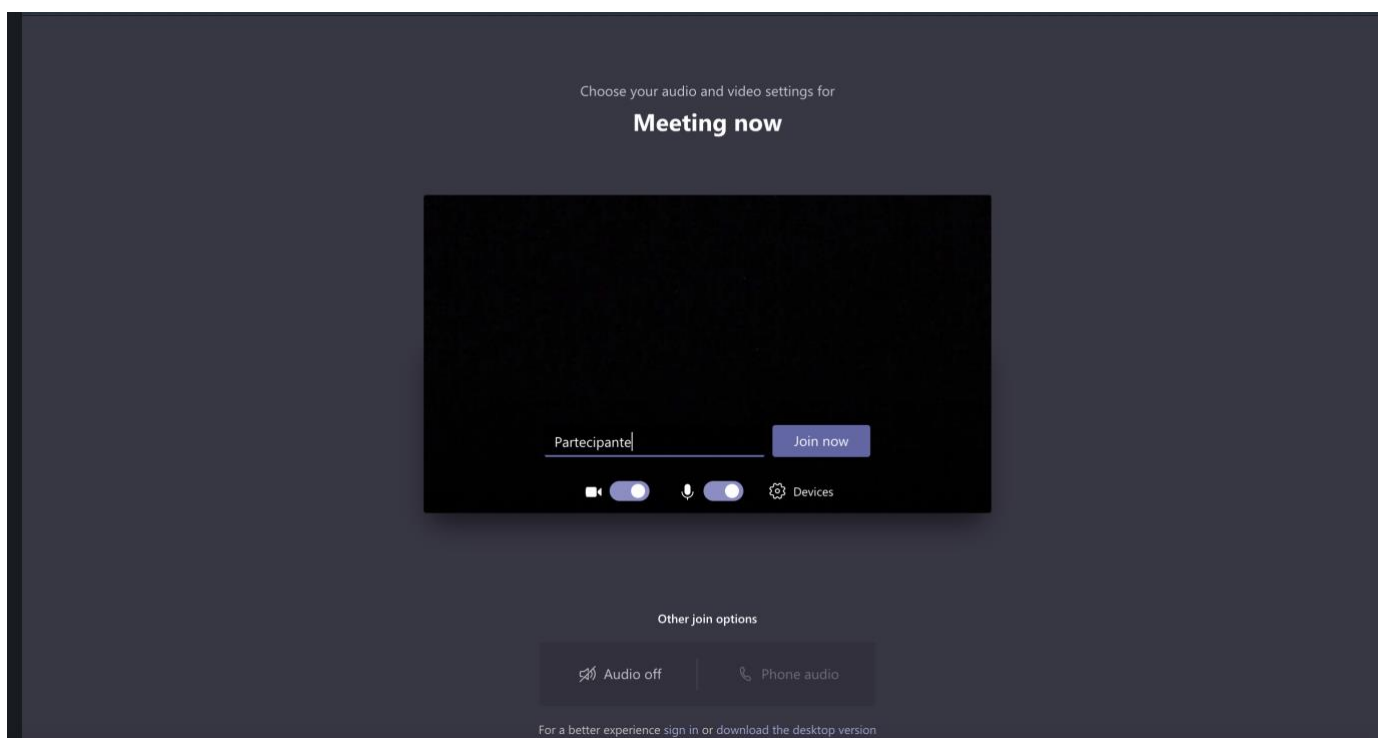 Choose your audio and video settings for
Meeting now
Partecipante
Join now
Devices
Other join options
Audio off
Phone audio
For a better experience sign in or download the desktop version